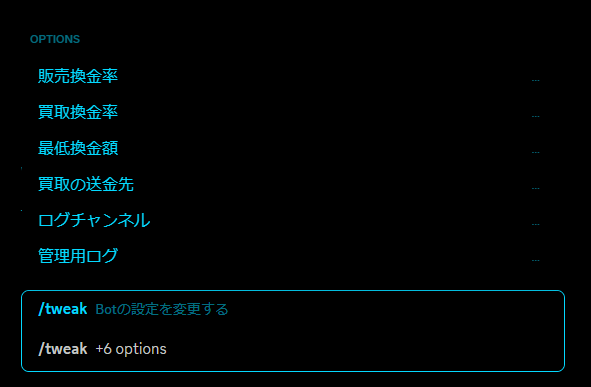 OPTIONS
販売換金率 ...
買取換金率 ...
最低換金額 ...
買取の送金先 ...
ログチャンネル ...
管理用ログ ...
/tweak Botの設定を変更する
/tweak +6 options